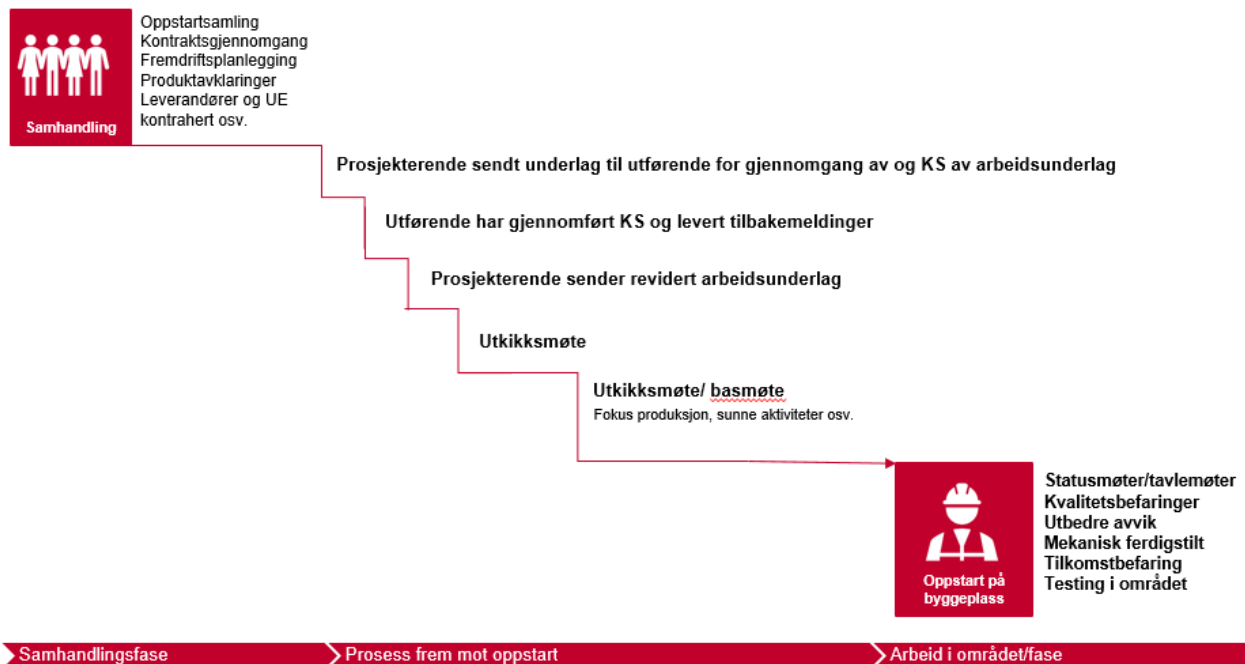 Oppstartsamling
Kontraktsgjennomgang
Fremdriftsplanlegging
Produktavklaringer
Leverandører og UE
kontrahert osv.
Samhandling
Prosjekterende sendt underlag til utførende for gjennomgang av og KS av arbeidsunderlag
Utførende har gjennomført KS og levert tilbakemeldinger
Prosjekterende sender revidert arbeidsunderlag
Utkikksmøte
Utkikksmøte/ basmøte
Fokus produksjon, sunne aktiviteter osv.
Oppstart på
byggeplass
Statusmøter/tavlemøter
Kvalitetsbefaringer
Utbedre avvik
Mekanisk ferdigstilt
Tilkomstbefaring
Testing i området
Samhandlingsfase
Prosess frem mot oppstart
Arbeid i området/fase